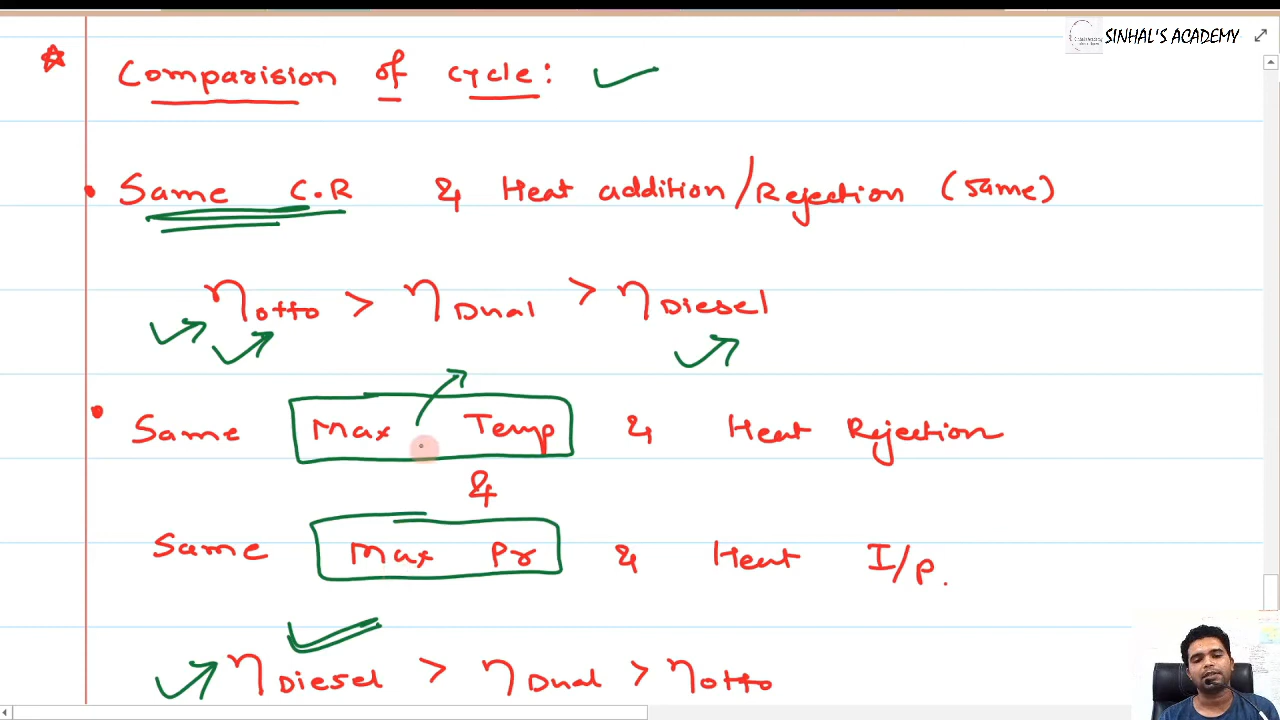 SINHAL'S ACADEMY
Comparision of cycle:
Same C.R & Heat addition/Rejection (same)
ηotto > ηDual > ηDiesel
Same Max Temp & Heat Rejection
&
Same Max Pr & Heat I/p.
ηDiesel > ηDual > ηotto